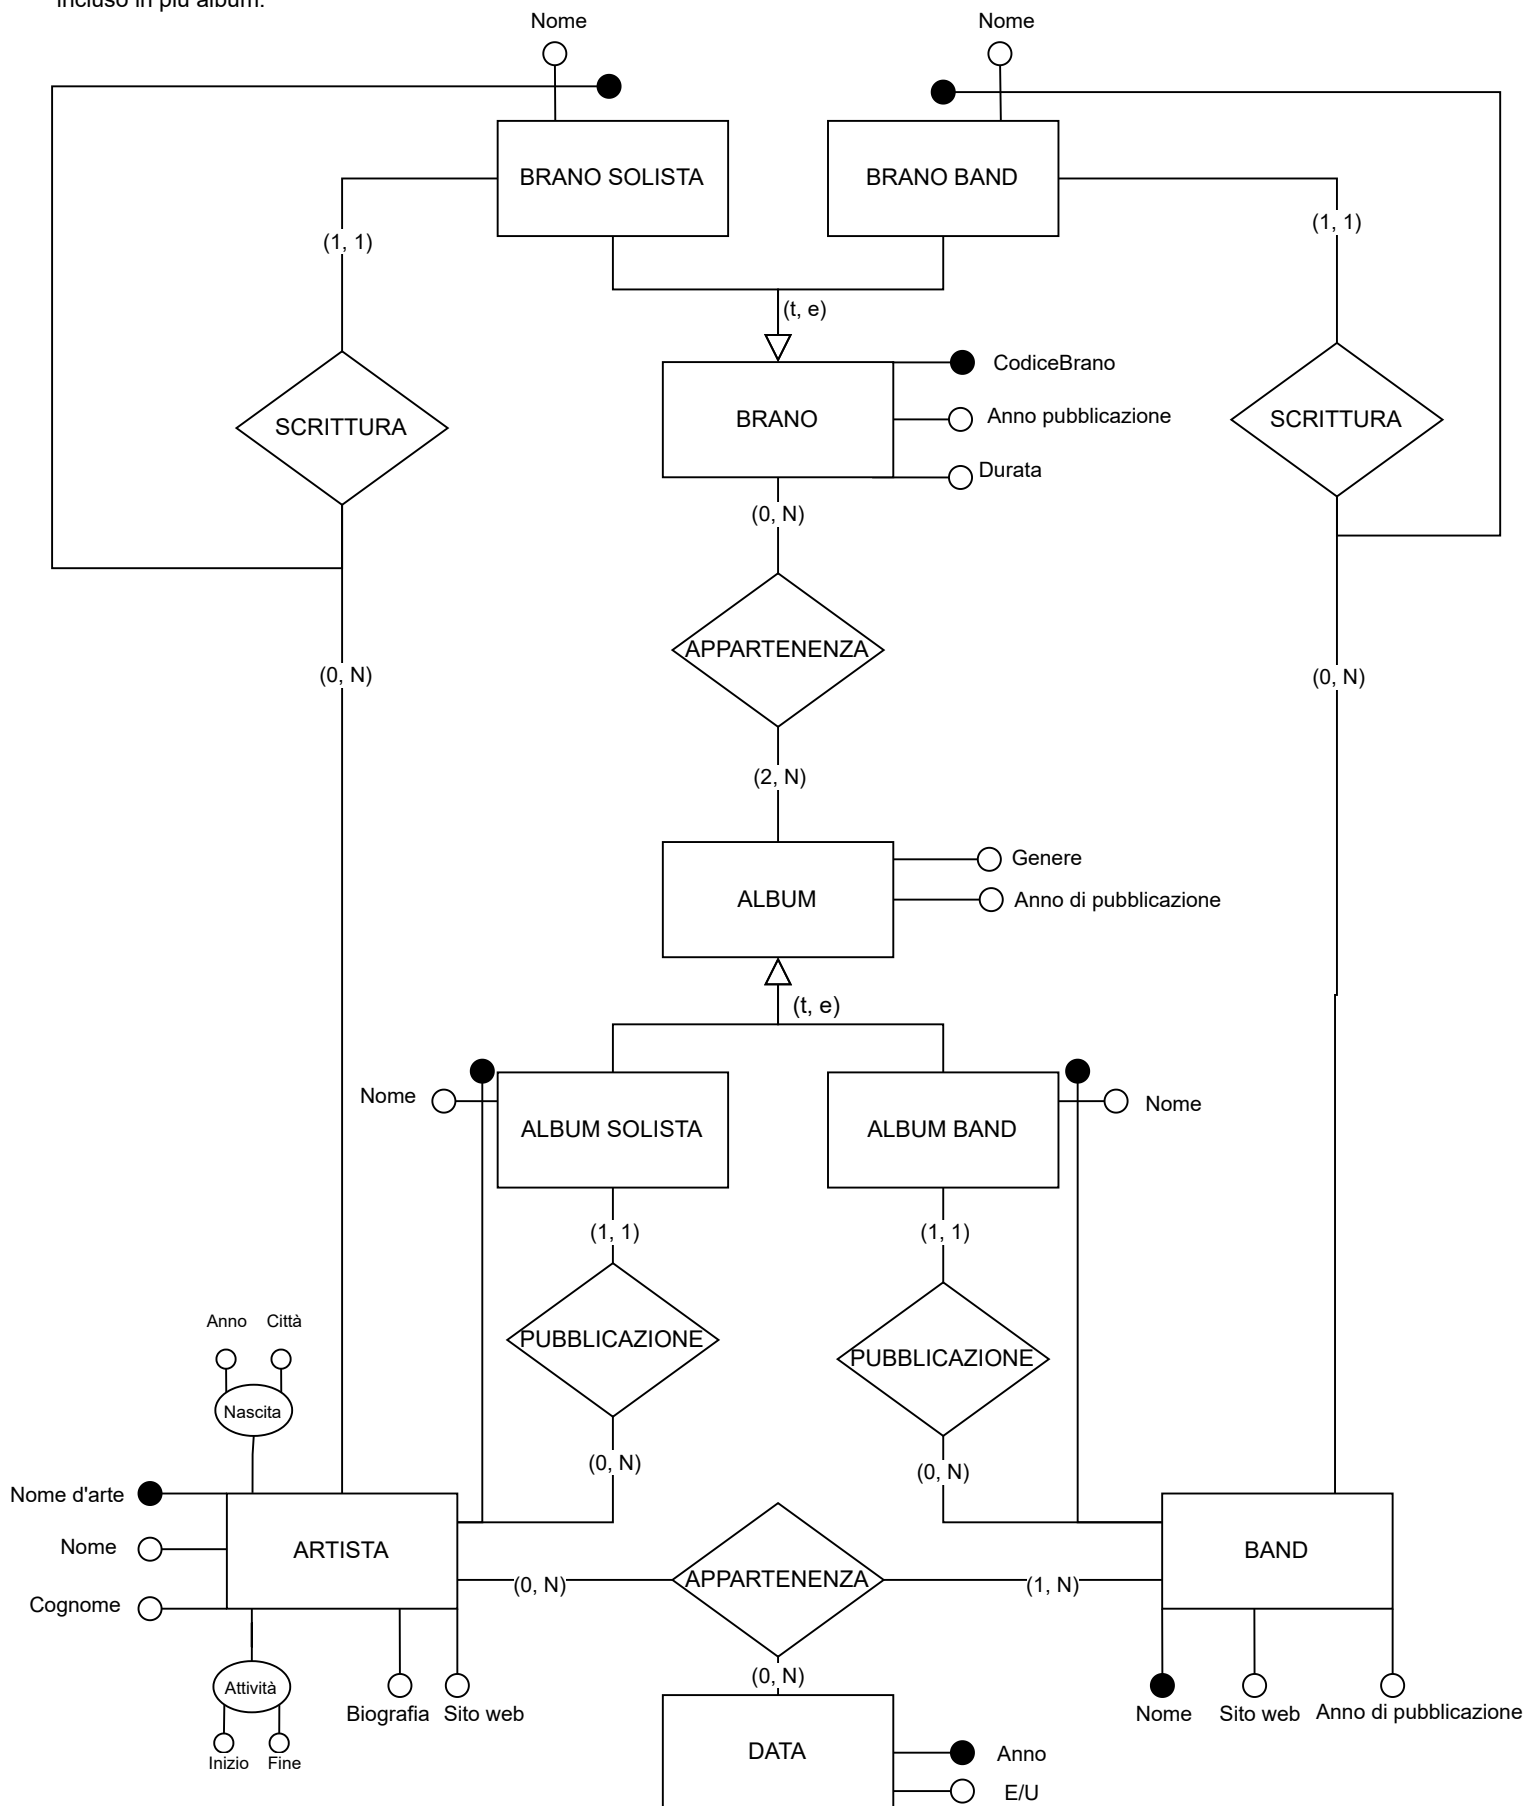 incluso in più album.
Nome
Nome
BRANO SOLISTA
BRANO BAND
(1, 1)
(1, 1)
(t, e)
CodiceBrano
Anno pubblicazione
BRANO
SCRITTURA
SCRITTURA
Durata
(0, N)
APPARTENENZA
(0, N)
(0, N)
(2, N)
Genere
ALBUM
Anno di pubblicazione
(t, e)
Nome
Nome
ALBUM SOLISTA
ALBUM BAND
(1, 1)
(1, 1)
Anno
Città
PUBBLICAZIONE
PUBBLICAZIONE
Nascita
(0, N)
(0, N)
Nome d'arte
Nome
ARTISTA
BAND
Cognome
(0, N)
APPARTENENZA
(1, N)
(0, N)
Attività
Biografia
Sito web
Nome
Sito web
Anno di pubblicazione
Inizio
Fine
DATA
Anno
E/U